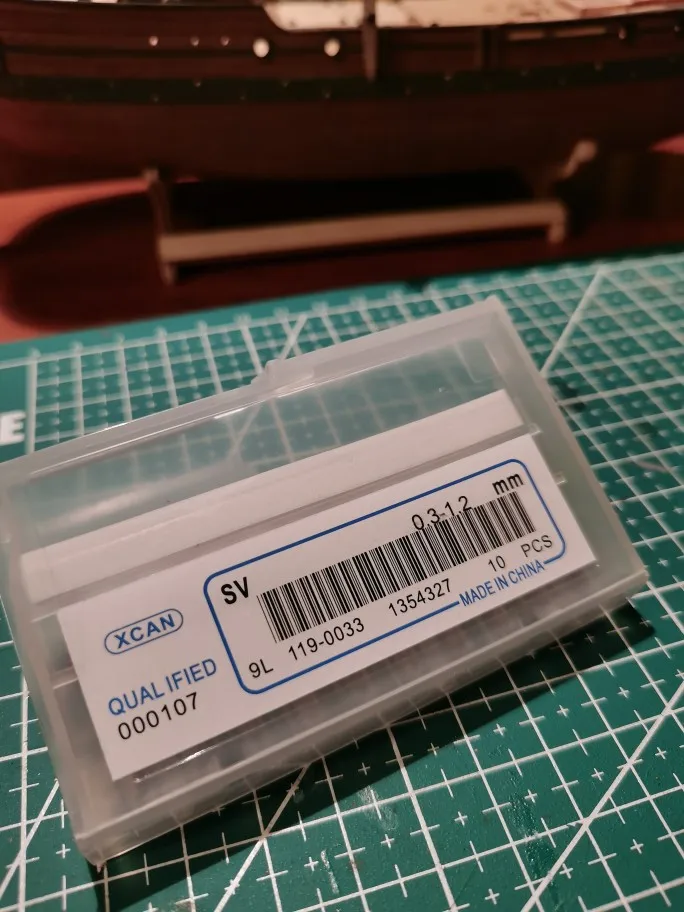 E
0.3-1.2 mm
SV
XCAN
9L 119-0033 1354327 10 PCS
MADE IN CHINA
QUALIFIED
000107